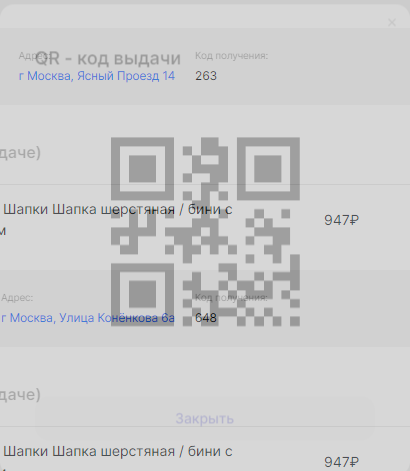 QR - код выдачи
Адрес:
Код получения:
г Москва, Ясный Проезд 14
263
даче)
Шапки Шапка шерстяная / бини с
м
947₽
Адрес:
Код получения:
г Москва, Улица Конёнкова 6а
648
даче)
Закрыть
Шапки Шапка шерстяная / бини с
947₽